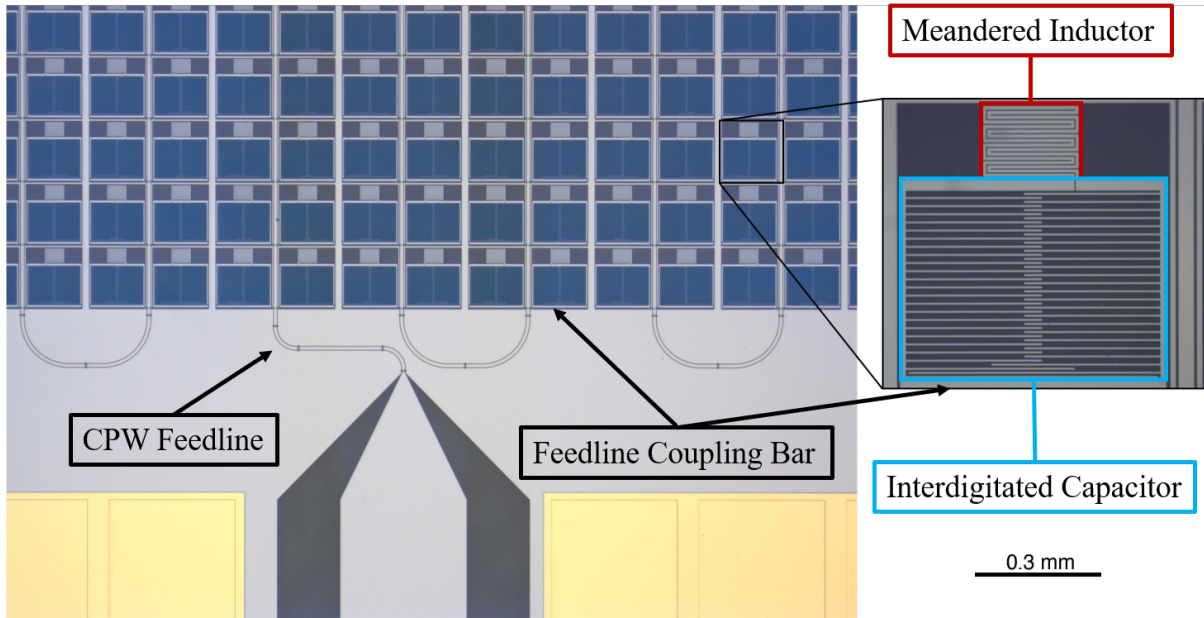 Meandered Inductor
CPW Feedline
Feedline Coupling Bar
Interdigitated Capacitor
0.3 mm